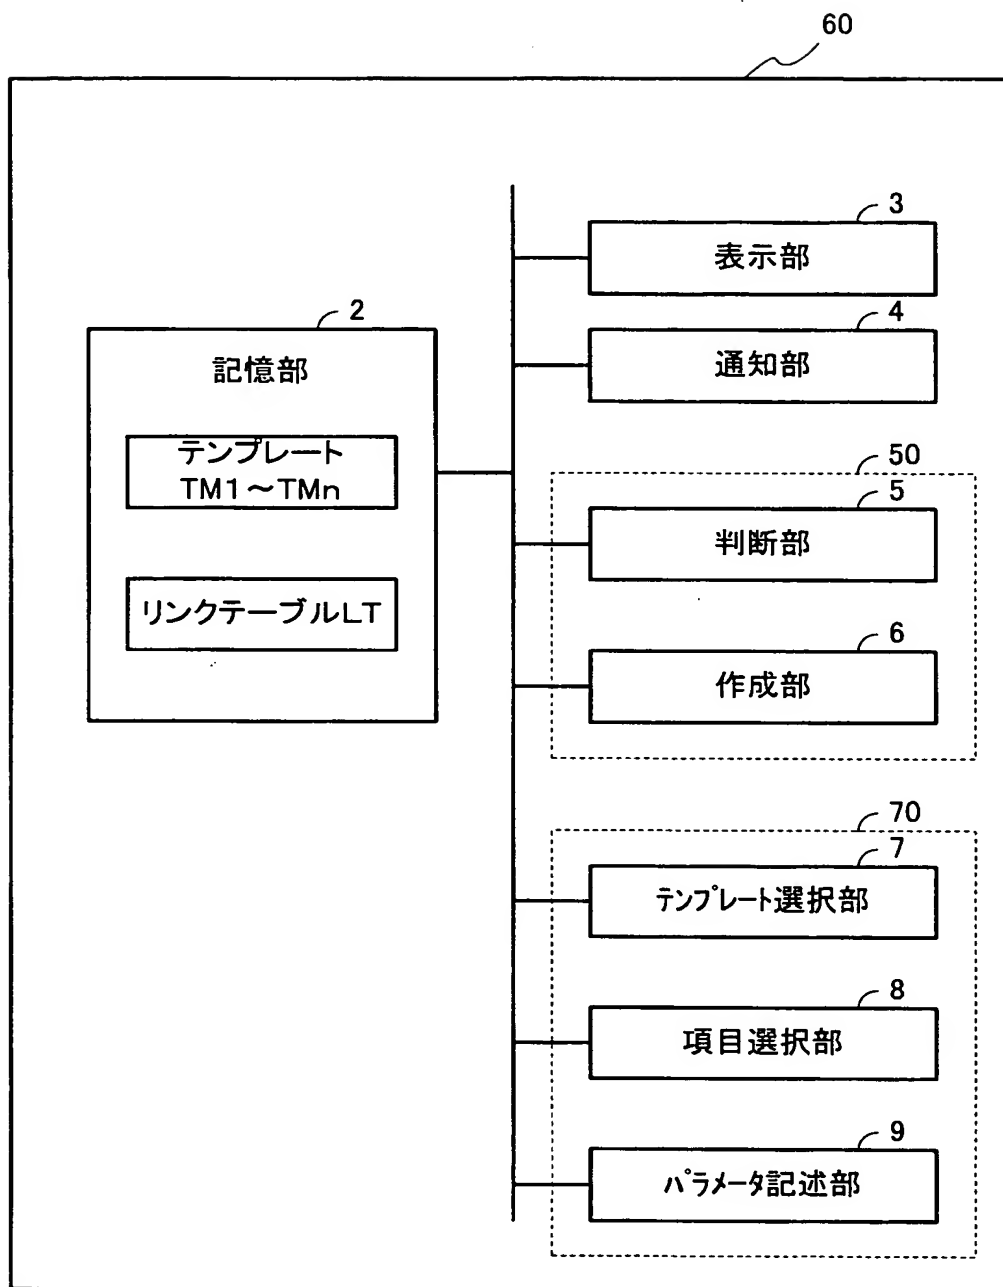 60
2
記憶部
テンプレート
TM1～TMn
リンクテーブルLT
3
表示部
4
通知部
50
5
判断部
6
作成部
70
7
テンプレート選択部
8
項目選択部
9
パラメータ記述部